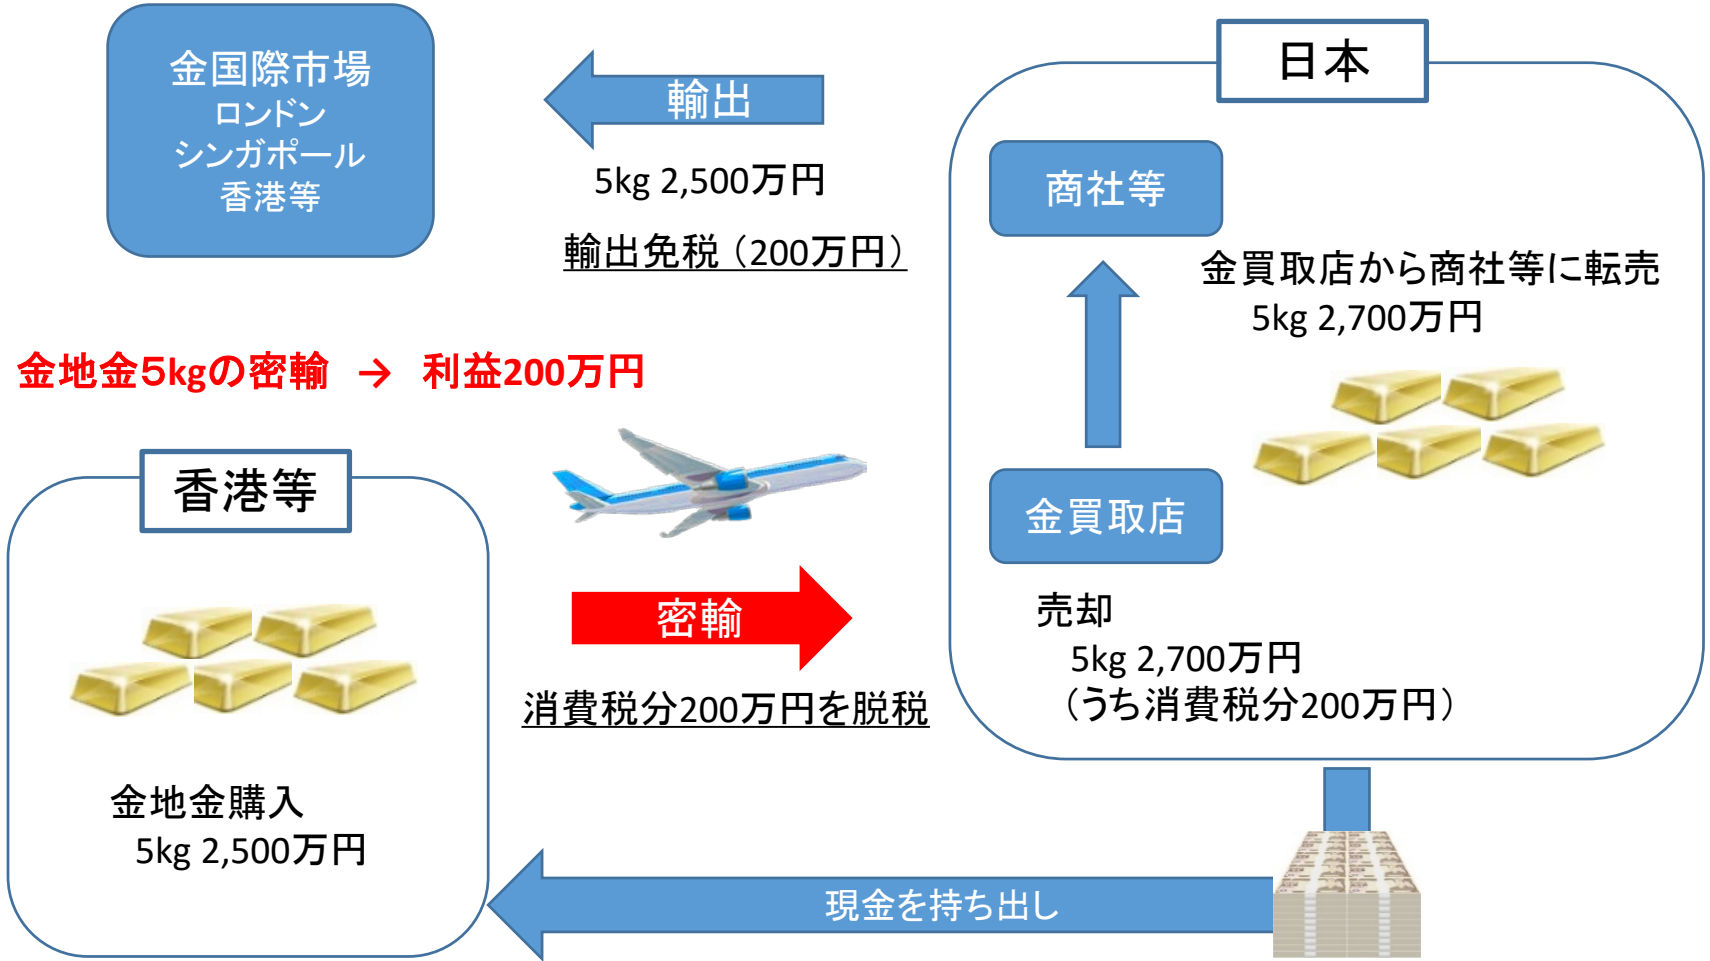 金国際市場
ロンドン
シンガポール
香港等
輸出
5kg 2,500万円
輸出免税（200万円）
日本
商社等
金買取店から商社等に転売
5kg 2,700万円
金買取店
売却
5kg 2,700万円
（うち消費税分200万円）
金地金5kgの密輸 → 利益200万円
香港等
密輸
消費税分200万円を脱税
金地金購入
5kg 2,500万円
現金を持ち出し